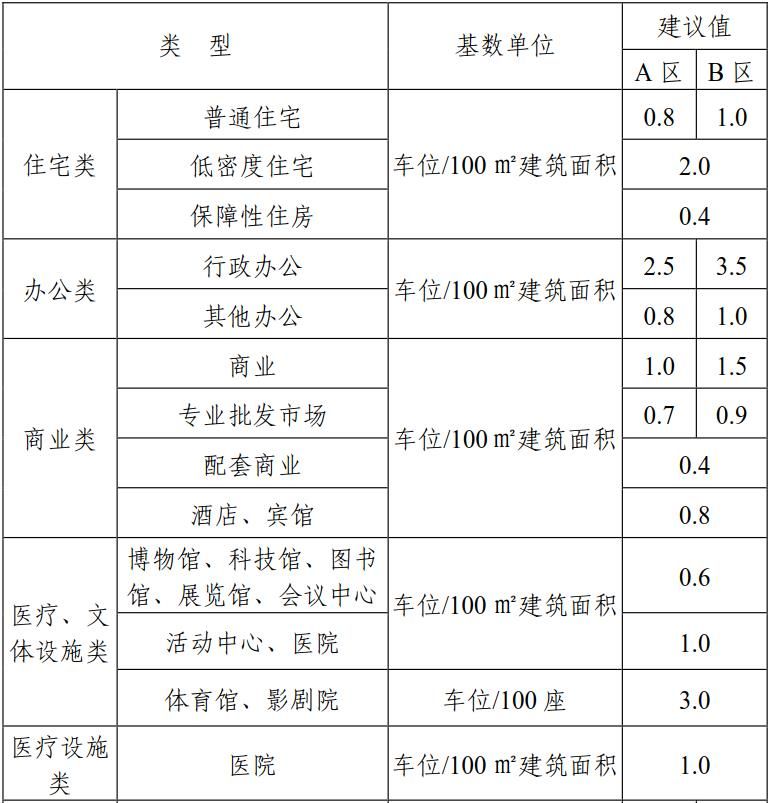 类 型 基数单位 建议值
A 区 B 区
住宅类 普通住宅 车位/100 ㎡建筑面积 0.8 1.0
低密度住宅 2.0
保障性住房 0.4
办公类 行政办公 车位/100 ㎡建筑面积 2.5 3.5
其他办公 0.8 1.0
商业类 商业 车位/100 ㎡建筑面积 1.0 1.5
专业批发市场 0.7 0.9
配套商业 0.4
酒店、宾馆 0.8
医疗、文
体设施类
博物馆、科技馆、图书
馆、展览馆、会议中心
车位/100 ㎡建筑面积
0.6
活动中心、医院 1.0
体育馆、影剧院 车位/100 座 3.0
医疗设施
类
医院 车位/100 ㎡建筑面积 1.0